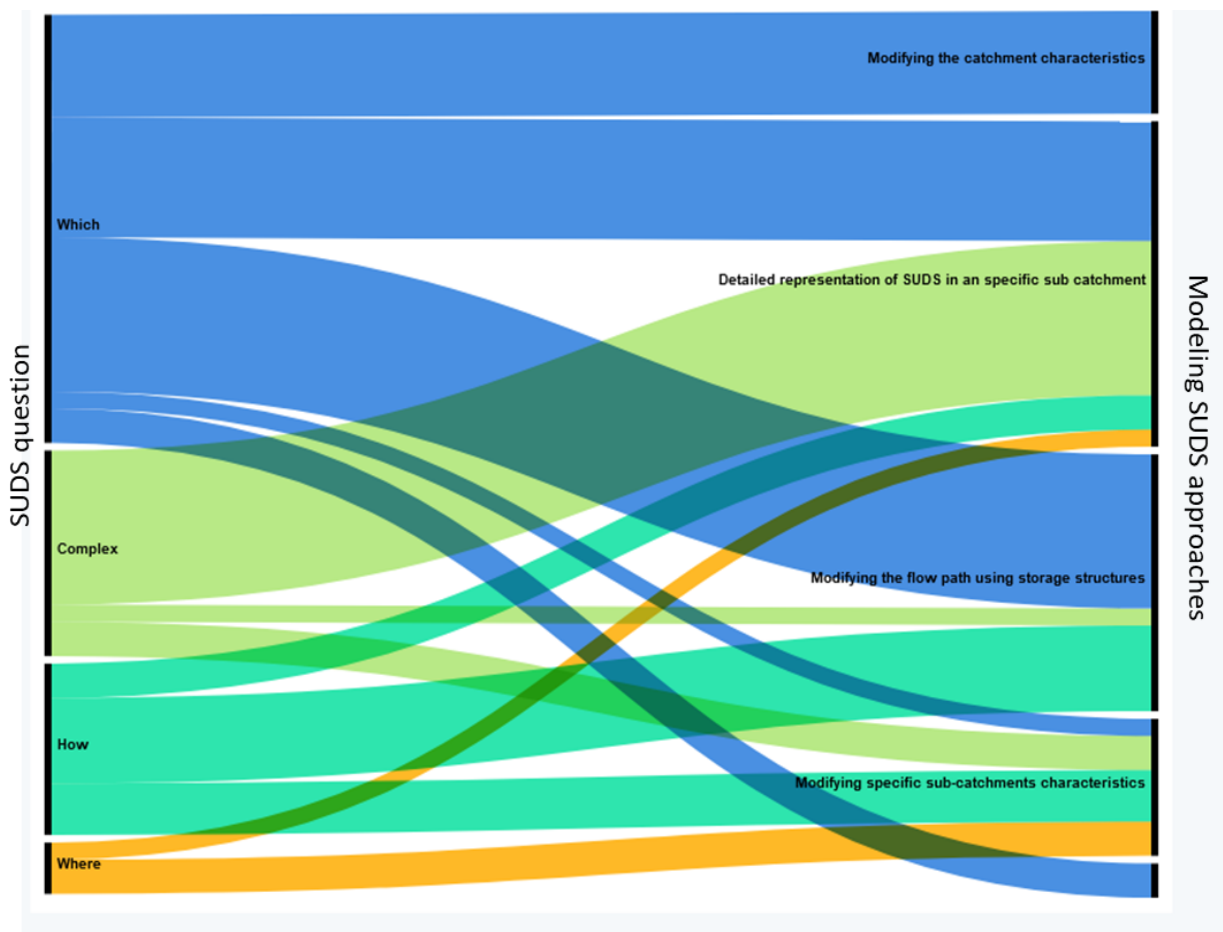 SUDS question
Which
Complex
How
Where
Modifying the catchment characteristics
Detailed representation of SUDS in an specific sub catchment
Modifying the flow path using storage structures
Modifying specific sub-catchments characteristics
Modeling SUDS approaches